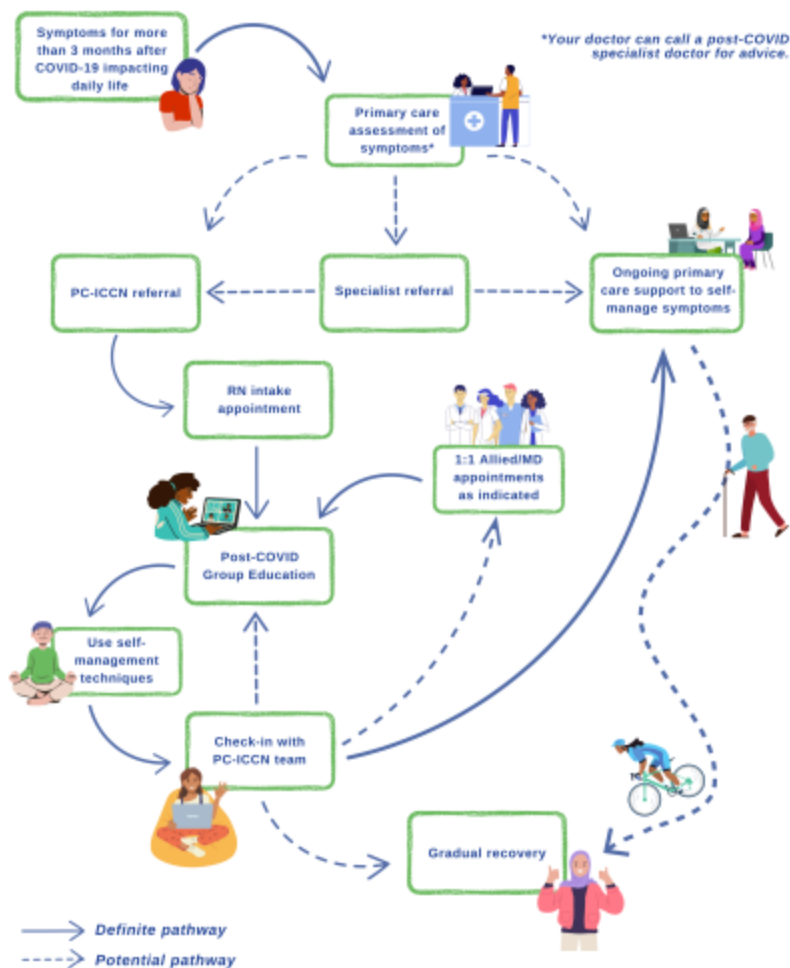 Symptoms for more
than 3 months after
COVID-19 impacting
daily life
*Your doctor can call a post-COVID
specialist doctor for advice.
Primary care
assessment of
symptoms*
PC-ICCN referral
Specialist referral
Ongoing primary
care support to self-
manage symptoms
RN intake
appointment
1:1 Allied/MD
appointments
as indicated
Post-COVID
Group Education
Use self-
management
techniques
Check-in with
PC-ICCN team
Gradual recovery
Definite pathway
Potential pathway